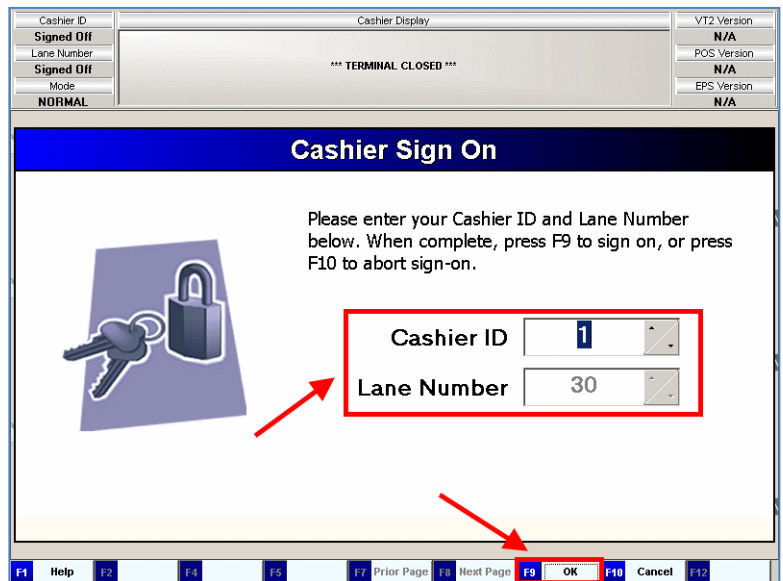 Cashier ID
Signed Off
Lane Number
Signed Off
Mode
NORMAL
Cashier Display
*** TERMINAL CLOSED ***
VT2 Version
N/A
POS Version
N/A
EPS Version
N/A
Cashier Sign On
Please enter your Cashier ID and Lane Number
below. When complete, press F9 to sign on, or press
F10 to abort sign-on.
Cashier ID 1
Lane Number 30
F1 Help F2 F4 F5 F7 Prior Page F8 Next Page F9 OK F10 Cancel F12